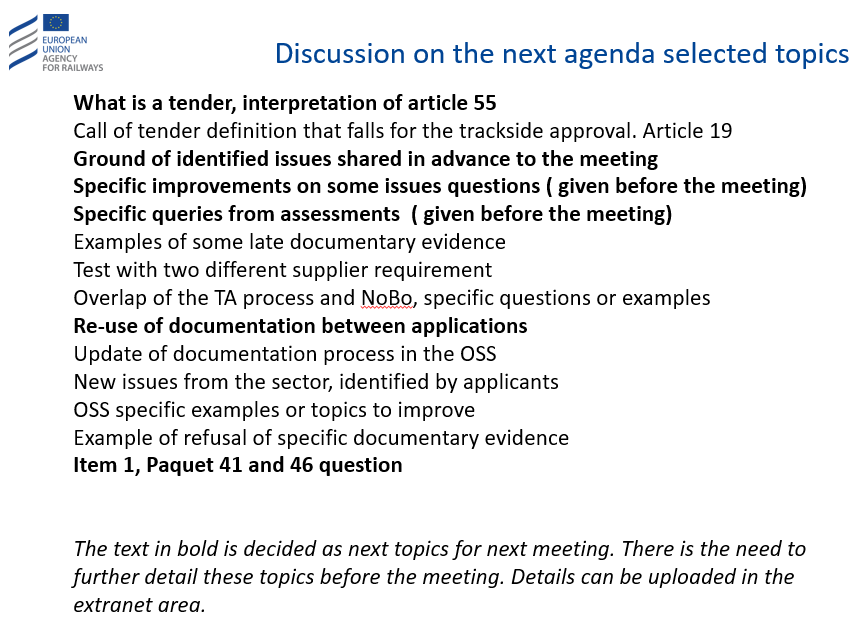 EUROPEAN
UNION
AGENCY
FOR RAILWAYS
Discussion on the next agenda selected topics
What is a tender, interpretation of article 55
Call of tender definition that falls for the trackside approval. Article 19
Ground of identified issues shared in advance to the meeting
Specific improvements on some issues questions ( given before the meeting)
Specific queries from assessments  ( given before the meeting)
Examples of some late documentary evidence
Test with two different supplier requirement
Overlap of the TA process and NoBo, specific questions or examples
Re-use of documentation between applications
Update of documentation process in the OSS
New issues from the sector, identified by applicants
OSS specific examples or topics to improve
Example of refusal of specific documentary evidence
Item 1, Paquet 41 and 46 question
The text in bold is decided as next topics for next meeting. There is the need to
further detail these topics before the meeting. Details can be uploaded in the
extranet area.